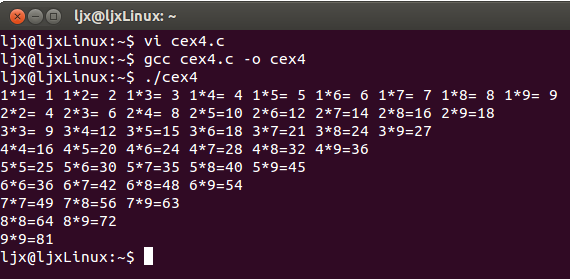 ljx@ljxLinux: ~
ljx@ljxLinux:~$ vi cex4.c
ljx@ljxLinux:~$ gcc cex4.c -o cex4
ljx@ljxLinux:~$ ./cex4
1*1= 1 1*2= 2 1*3= 3 1*4= 4 1*5= 5 1*6= 6 1*7= 7 1*8= 8 1*9= 9
2*2= 4 2*3= 6 2*4= 8 2*5=10 2*6=12 2*7=14 2*8=16 2*9=18
3*3= 9 3*4=12 3*5=15 3*6=18 3*7=21 3*8=24 3*9=27
4*4=16 4*5=20 4*6=24 4*7=28 4*8=32 4*9=36
5*5=25 5*6=30 5*7=35 5*8=40 5*9=45
6*6=36 6*7=42 6*8=48 6*9=54
7*7=49 7*8=56 7*9=63
8*8=64 8*9=72
9*9=81
ljx@ljxLinux:~$